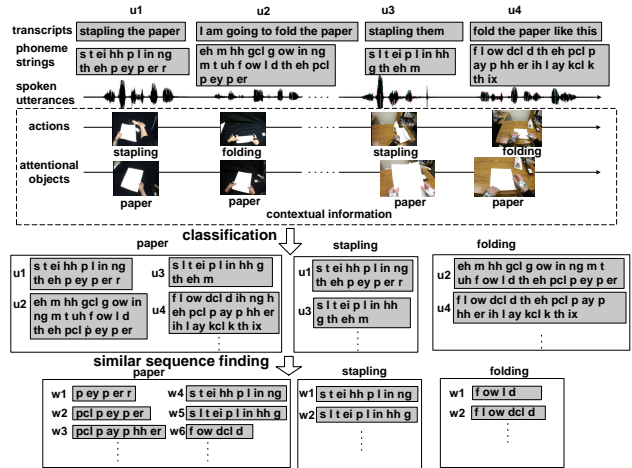 u1 u2 u3 u4
transcripts stapling the paper I am going to fold the paper stapling them fold the paper like this
phoneme strings
s t ei hh p l in ng
th eh p ey p er r
eh m hh gcl g ow in ng
m t uh f ow l d th eh pcl
p ey p er
s l t ei p l in hh
g th eh m
f l ow dcl d th eh pcl p
ay p hh er ih l ay kcl k
th ix
spoken
utterances
actions
stapling folding stapling folding
attentional
objects
paper paper paper paper
contextual information
classification
paper stapling folding
u1 s t ei hh p l in ng
th eh p ey p er r
u3 s l t ei p l in hh g
th eh m
u2 eh m hh gcl g ow in
ng m t uh f ow l d
th eh pcl p ey p er
u4 f l ow dcl d ih ng h
eh pcl p ay p hh er
ih l ay kcl k th ix
u1 s t ei hh p l in ng
th eh p ey p er r
u3 s l t ei p l in hh
g th eh m
u2 eh m hh gcl g ow in ng m t
uh f ow l d th eh pcl p ey p er
u4 f l ow dcl d th eh pcl p ay p
hh er ih l ay kcl k th ix
similar sequence finding
paper stapling folding
w1 p ey p er r
w2 pcl p ey p er
w3 pcl p ay p hh er
w4 s t ei hh p l in ng
w5 s l t ei p l in hh g
w6 f ow dcl d
w1 s t ei hh p l in ng
w2 s l t ei p l in hh g
w1 f ow l d
w2 f l ow dcl d